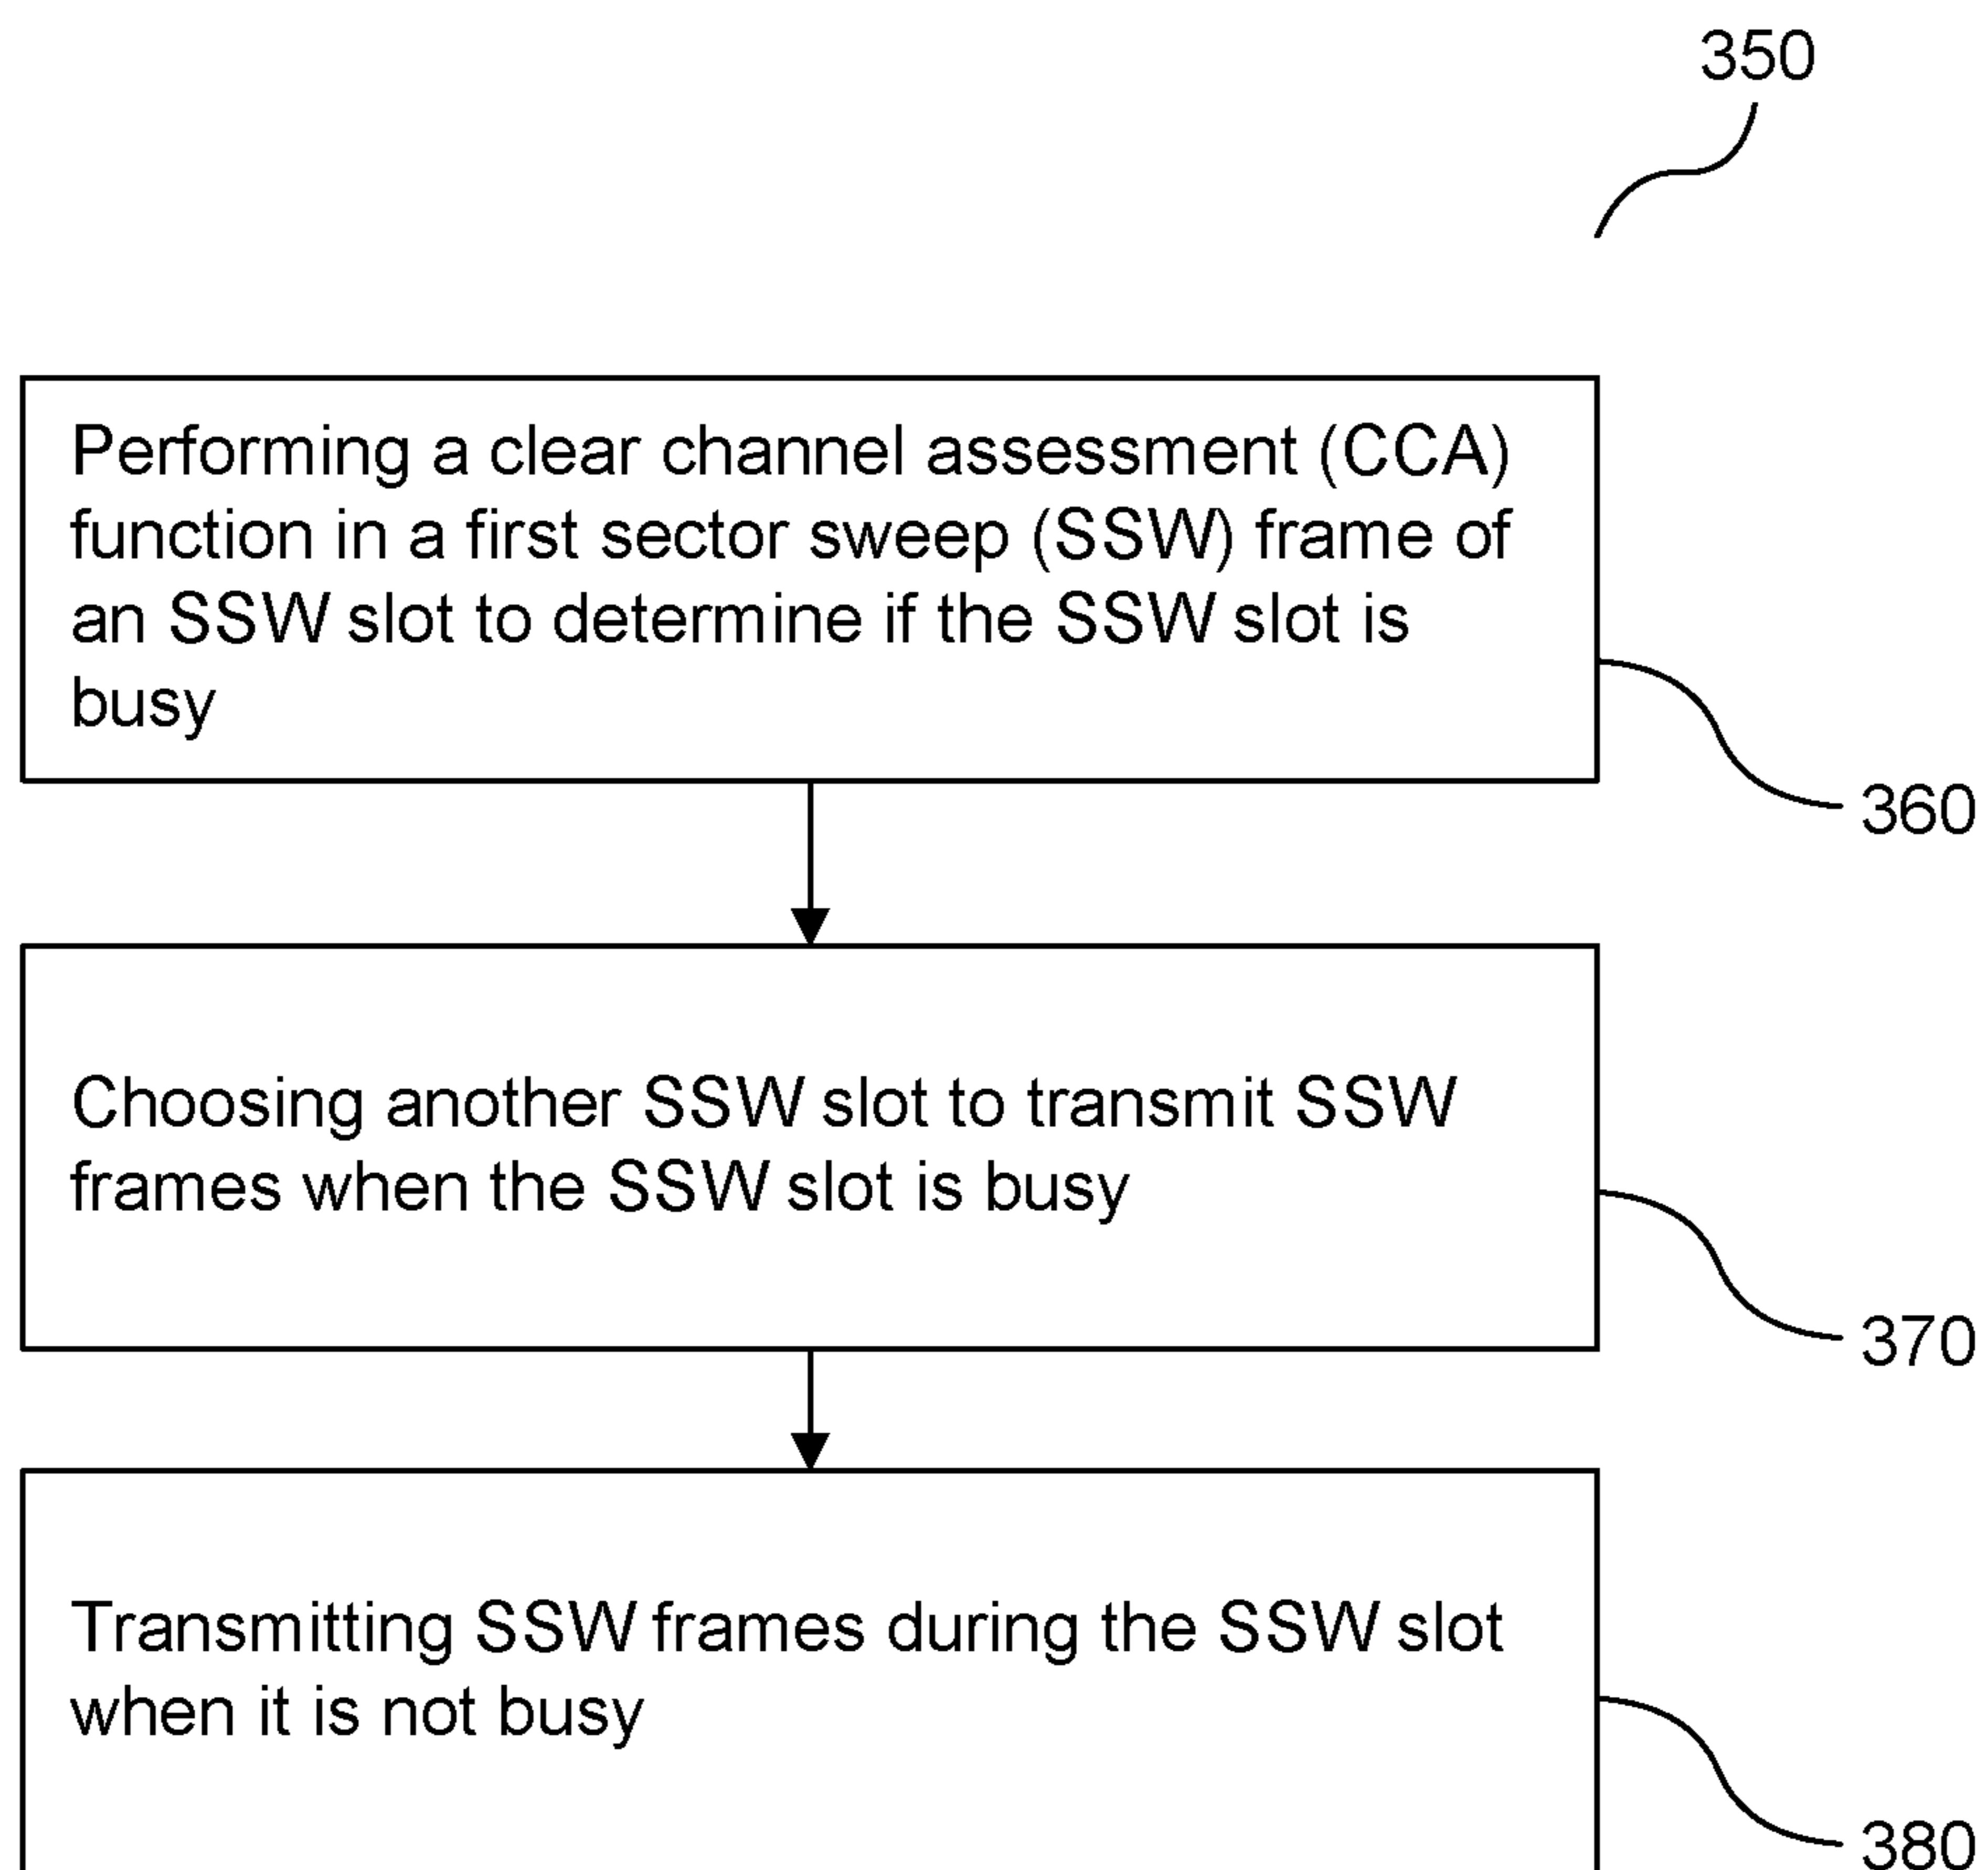 350
Performing a clear channel assessment (CCA)
function in a first sector sweep (SSW) frame of
an SSW slot to determine if the SSW slot is
busy
360
Choosing another SSW slot to transmit SSW
frames when the SSW slot is busy
370
Transmitting SSW frames during the SSW slot
when it is not busy
380